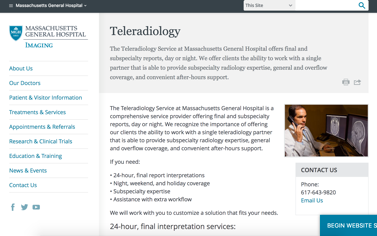 Massachusetts General Hospital
This Site
MASSACHUSETTS
GENERAL HOSPITAL
IMAGING
About Us
Our Doctors
Patient & Visitor Information
Treatments & Services
Appointments & Referrals
Research & Clinical Trials
Education & Training
News & Events
Contact Us
Teleradiology
The Teleradiology Service at Massachusetts General Hospital offers final and
subspecialty reports, day or night. We offer clients the ability to work with a single
partner that is able to provide subspecialty radiology expertise, general and overflow
coverage, and convenient after-hours support.
The Teleradiology Service at Massachusetts General Hospital is a
comprehensive service provider offering final and subspecialty
reports, day or night. We recognize the importance of offering
our clients the ability to work with a single teleradiology partner
that is able to provide subspecialty radiology expertise, general
and overflow coverage, and convenient after-hours support.
If you need:
• 24-hour, final report interpretations
• Night, weekend, and holiday coverage
• Subspecialty expertise
• Assistance with extra workflow
We will work with you to customize a solution that fits your needs.
24-hour, final interpretation services:
CONTACT US
Phone:
617-643-9820
Email Us
BEGIN WEBSITE S